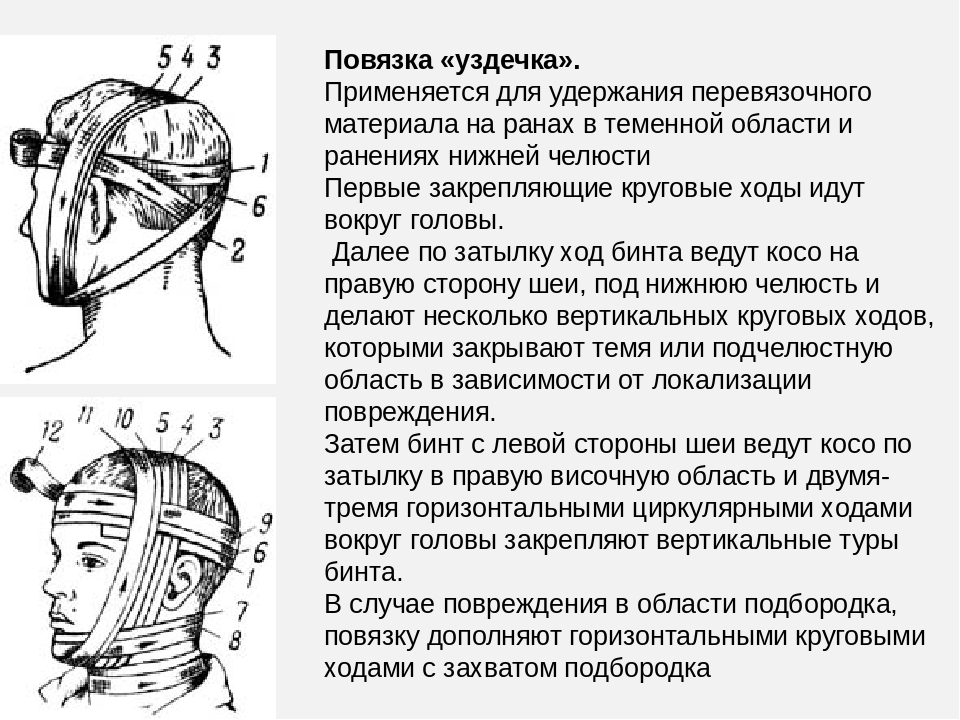 5 4 3
1
6
2
11 10 5 4 3
12
9
6
1
7
8
Повязка «уздечка».
Применяется для удержания перевязочного
материала на ранах в теменной области и
ранениях нижней челюсти
Первые закрепляющие круговые ходы идут
вокруг головы.
Далее по затылку ход бинта ведут косо на
правую сторону шеи, под нижнюю челюсть и
делают несколько вертикальных круговых ходов,
которыми закрывают темя или подчелюстную
область в зависимости от локализации
повреждения.
Затем бинт с левой стороны шеи ведут косо по
затылку в правую височную область и двумя-
тремя горизонтальными циркулярными ходами
вокруг головы закрепляют вертикальные туры
бинта.
В случае повреждения в области подбородка,
повязку дополняют горизонтальными круговыми
ходами с захватом подбородка